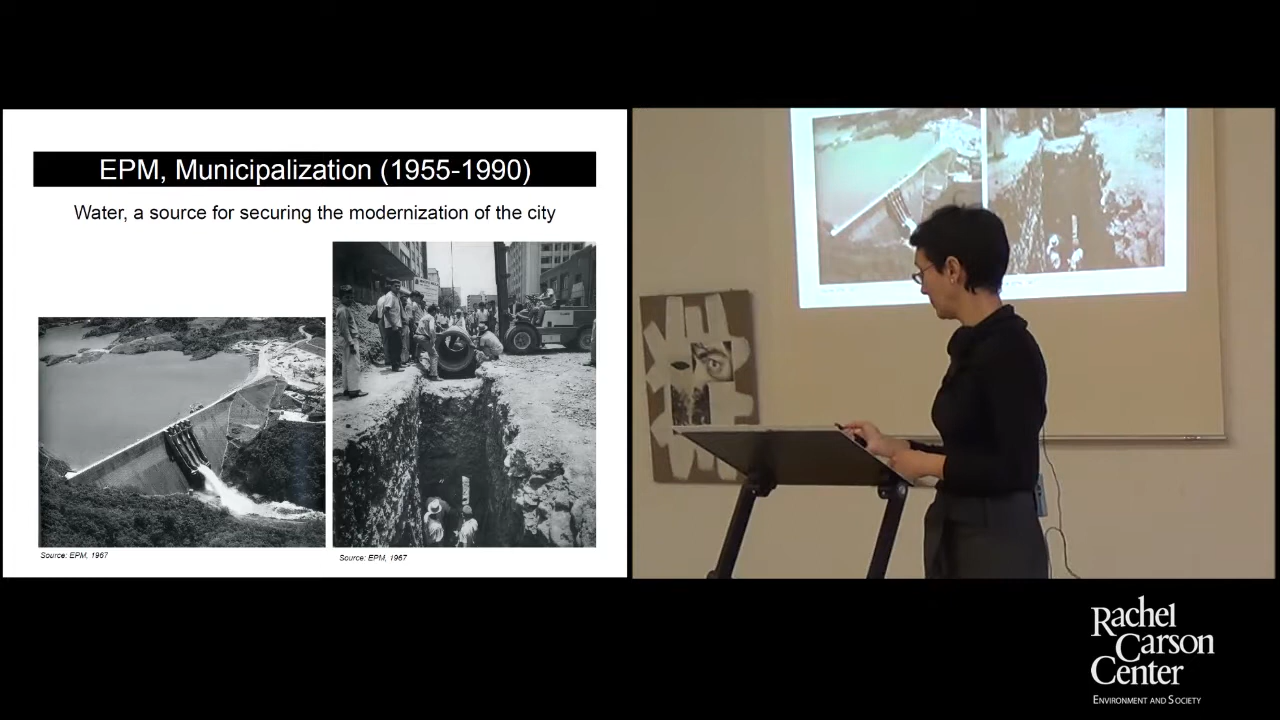 EPM, Municipalization (1955-1990)
Water, a source for securing the modernization of the city
Source: EPM, 1967
Source: EPM, 1967
Rachel
Carson
Center
ENVIRONMENT AND SOCIETY